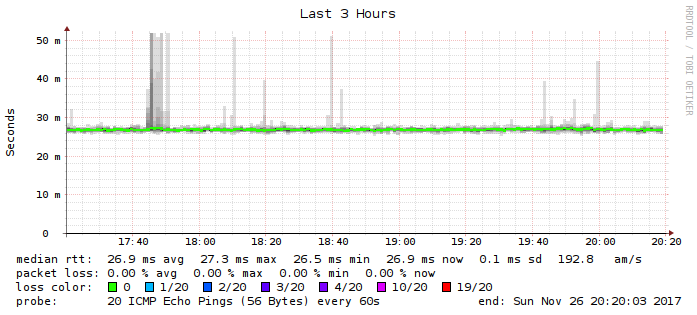 Last 3 Hours
RRDTOOL / TOBI OETIKER
Seconds
50 m
40 m
30 m
20 m
10 m
0
17:40 18:00 18:20 18:40 19:00 19:20 19:40 20:00 20:20
median rtt: 26.9 ms avg 27.3 ms max 26.5 ms min 26.9 ms now 0.1 ms sd 192.8 am/s
packet loss: 0.00 % avg 0.00 % max 0.00 % min 0.00 % now
loss color: 0 1/20 2/20 3/20 4/20 10/20 19/20
probe: 20 ICMP Echo Pings (56 Bytes) every 60s end: Sun Nov 26 20:20:03 2017